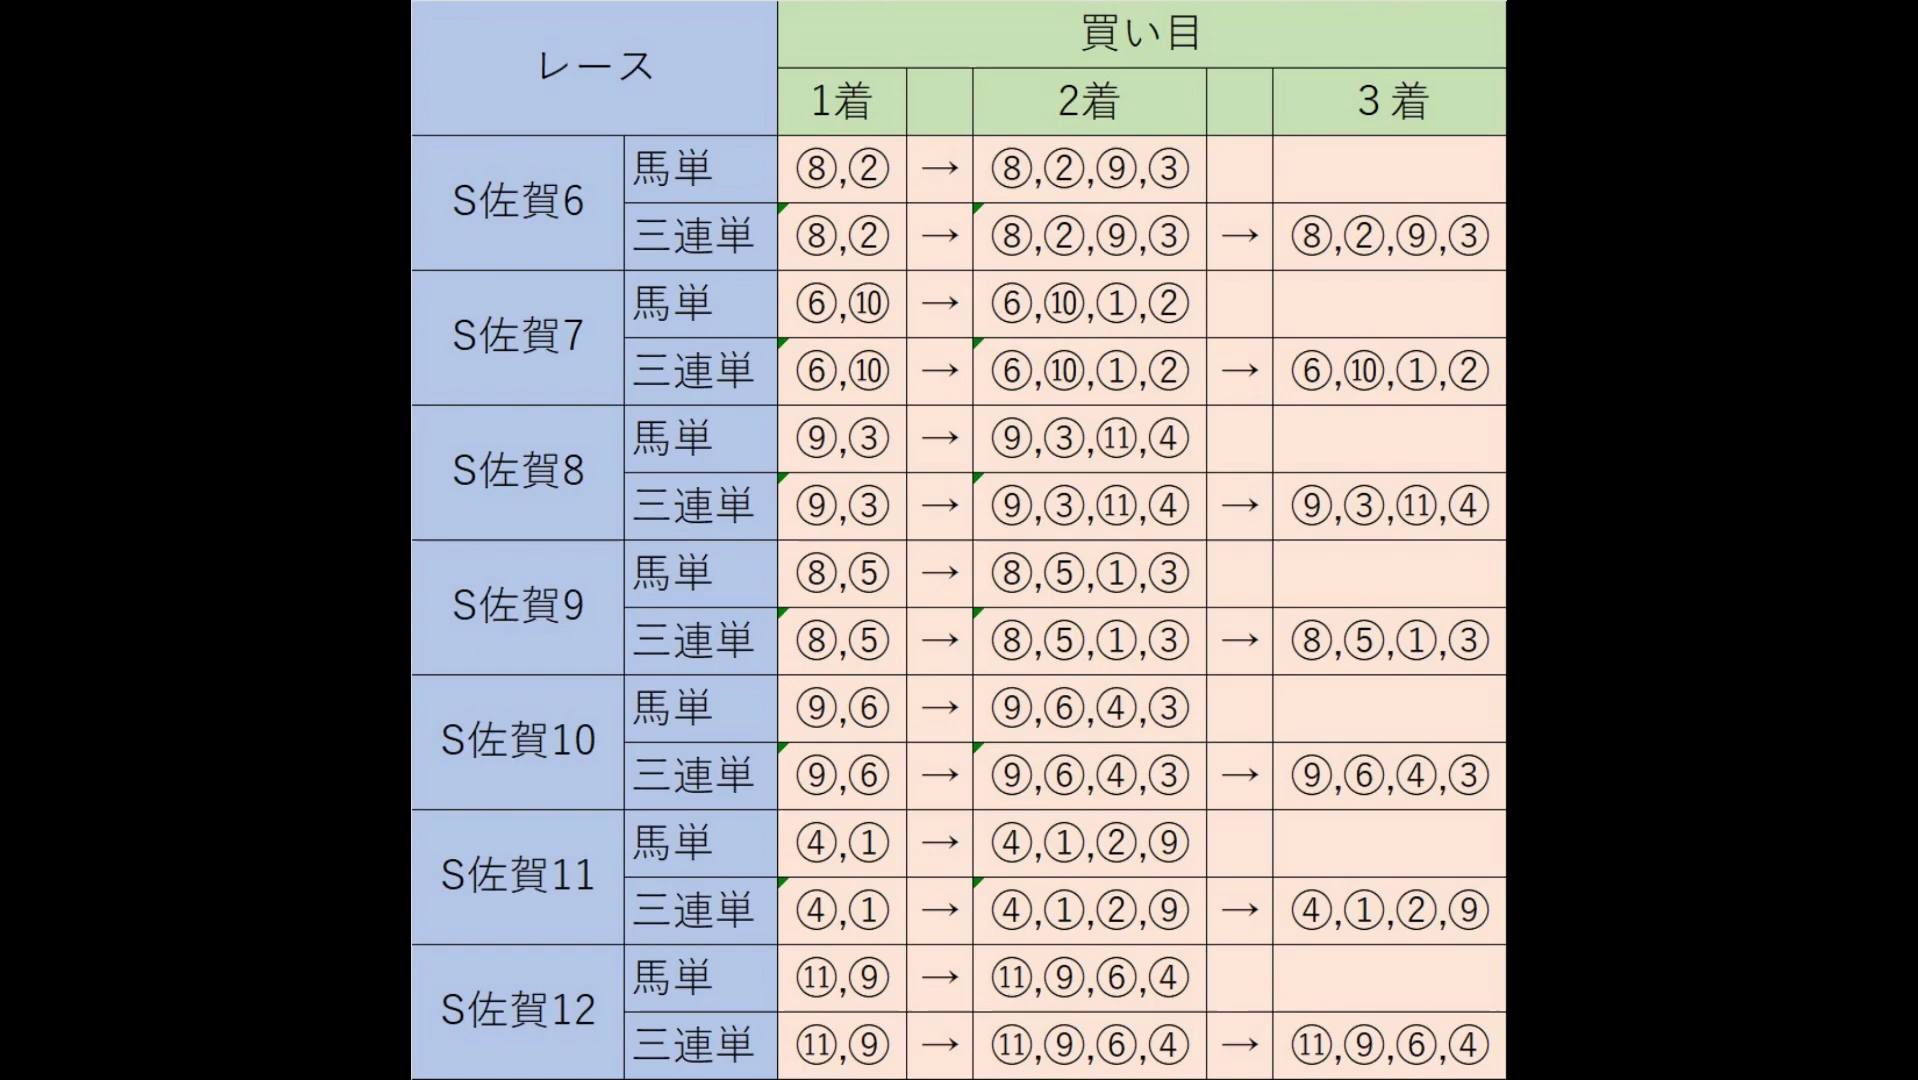 レース 買い目
1着 2着 ３着
S佐賀6 馬単 ⑧,② → ⑧,②,⑨,③
三連単 ⑧,② → ⑧,②,⑨,③ → ⑧,②,⑨,③
S佐賀7 馬単 ⑥,⑩ → ⑥,⑩,①,②
三連単 ⑥,⑩ → ⑥,⑩,①,② → ⑥,⑩,①,②
S佐賀8 馬単 ⑨,③ → ⑨,③,⑪,④
三連単 ⑨,③ → ⑨,③,⑪,④ → ⑨,③,⑪,④
S佐賀9 馬単 ⑧,⑤ → ⑧,⑤,①,③
三連単 ⑧,⑤ → ⑧,⑤,①,③ → ⑧,⑤,①,③
S佐賀10 馬単 ⑨,⑥ → ⑨,⑥,④,③
三連単 ⑨,⑥ → ⑨,⑥,④,③ → ⑨,⑥,④,③
S佐賀11 馬単 ④,① → ④,①,②,⑨
三連単 ④,① → ④,①,②,⑨ → ④,①,②,⑨
S佐賀12 馬単 ⑪,⑨ → ⑪,⑨,⑥,④
三連単 ⑪,⑨ → ⑪,⑨,⑥,④ → ⑪,⑨,⑥,④